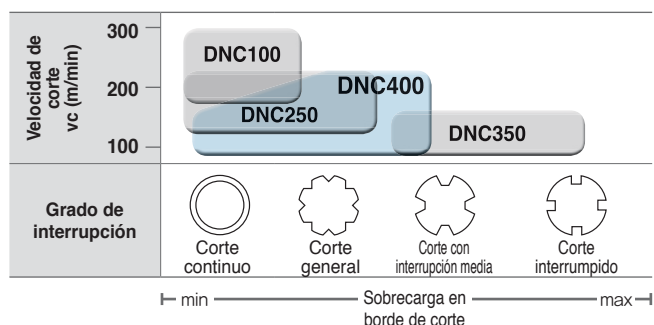 Velocidad de
corte
vc (m/min)
300
200
100
DNC100
DNC400
DNC250
DNC350
Grado de
interrupción
Corte
continuo
Corte
general
Corte con
interrupción media
Corte
interrumpido
min
Sobrecarga en
borde de corte
max